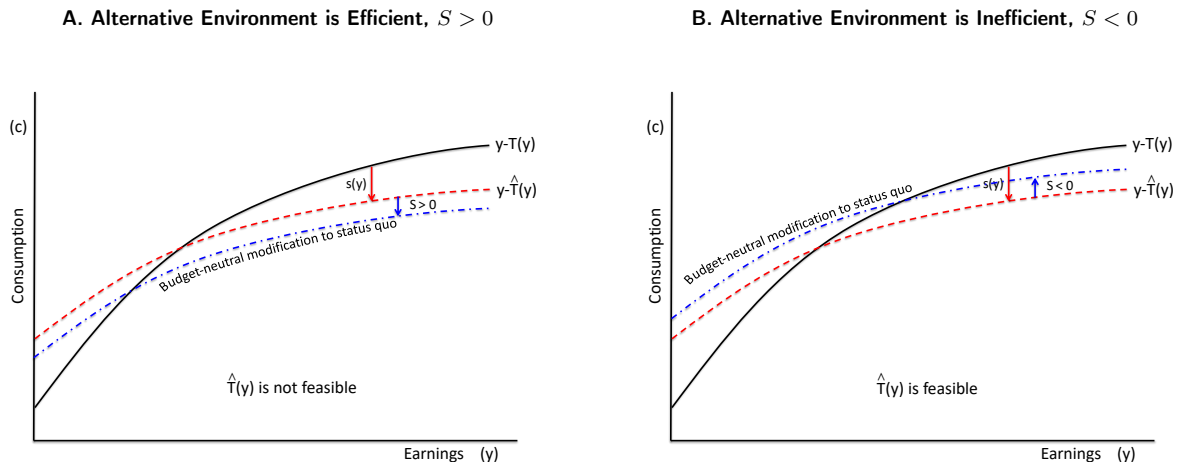 A. Alternative Environment is Efficient, S > 0
(c)
Consumption
y-T(y)
s(y)
y-T̂(y)
S > 0
Budget-neutral modification to status quo
T̂(y) is not feasible
Earnings (y)
B. Alternative Environment is Inefficient, S < 0
(c)
Consumption
y-T(y)
s(y)
S < 0
y-T̂(y)
Budget-neutral modification to status quo
T̂(y) is feasible
Earnings (y)